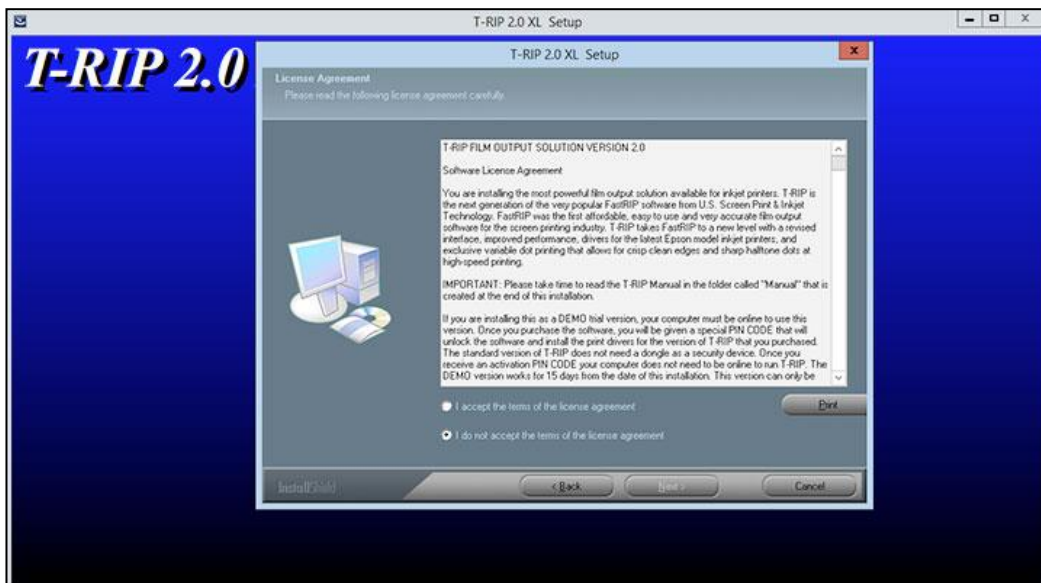 T-RIP 2.0 XL Setup
T-RIP 2.0
T-RIP 2.0 XL Setup
License Agreement
Please read the following license agreement carefully.
T-RIP FILM OUTPUT SOLUTION VERSION 2.0
Software License Agreement
You are installing the most powerful film output solution available for inkjet printers. T-RIP is
the next generation of the very popular FastRIP software from U.S. Screen Print & Inkjet
Technology. FastRIP was the first affordable, easy to use and very accurate film output
software for the screen printing industry. T-RIP takes FastRIP to a new level with a revised
interface, improved performance, drivers for the latest Epson model inkjet printers, and
exclusive variable dot printing that allows for crisp clean edges and sharp halftone dots at
high-speed printing.
IMPORTANT: Please take time to read the T-RIP Manual in the folder called "Manual" that is
created at the end of this installation.
If you are installing this as a DEMO trial version, your computer must be online to use this
version. Once you purchase the software, you will be given a special PIN CODE that will
unlock the software and install the print drivers for the version of T-RIP that you purchased.
The standard version of T-RIP does not need a dongle as a security device. Once you
receive an activation PIN CODE your computer does not need to be online to run T-RIP. The
DEMO version works for 15 days from the date of this installation. This version can only be
I accept the terms of the license agreement
Print
I do not accept the terms of the license agreement
InstallShield
< Back
Next >
Cancel